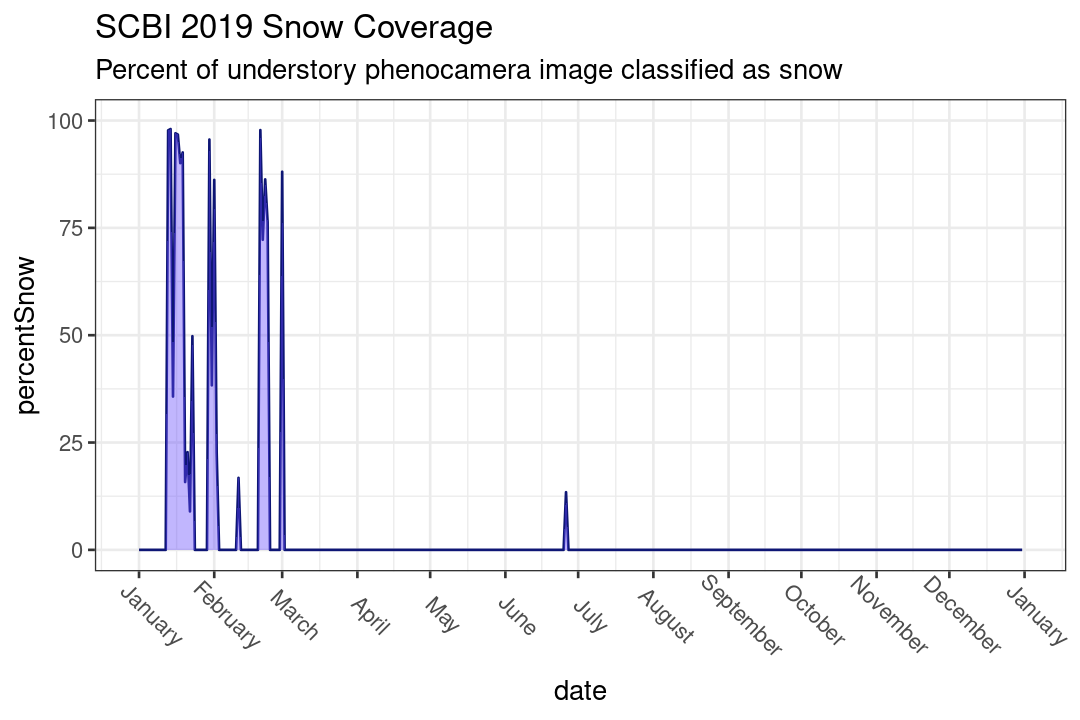 SCBI 2019 Snow Coverage
Percent of understory phenocamera image classified as snow
percentSnow
100
75
50
25
0
January
February
March
April
May
June
July
August
September
October
November
December
January
date